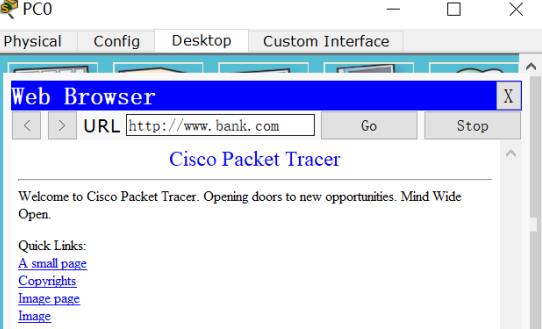 PC0
Physical Config Desktop Custom Interface
Web Browser X
< > URL http://www.bank.com Go Stop
Cisco Packet Tracer
Welcome to Cisco Packet Tracer. Opening doors to new opportunities. Mind Wide
Open.
Quick Links:
A small page
Copyrights
Image page
Image